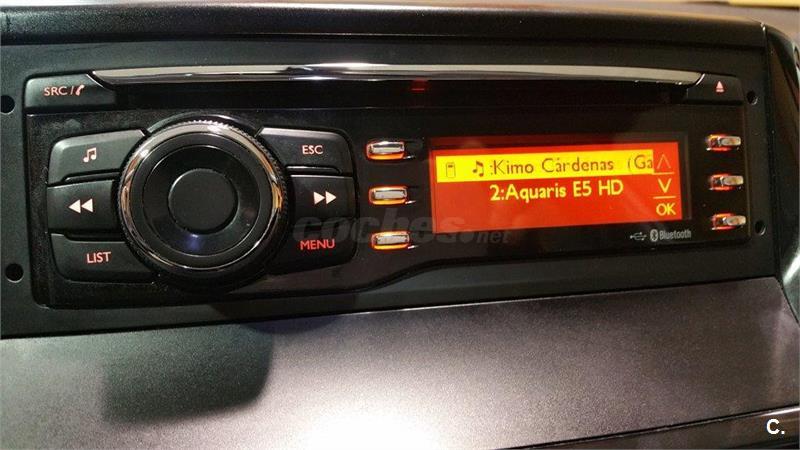 SRC /
ESC
LIST
MENU
:Kimo Cárdenas (Ga
2:Aquaris E5 HD
OK
Bluetooth
coches.net
C.